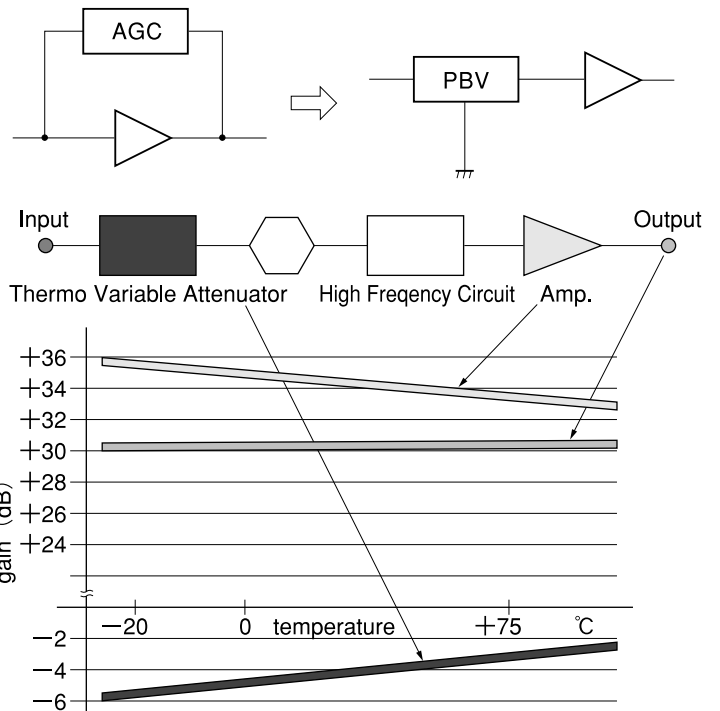 AGC
PBV
Input
Output
Thermo Variable Attenuator
High Freqency Circuit
Amp.
+36
+34
+32
+30
+28
+26
+24
gain (dB)
−20
0
temperature
+75
℃
−2
−4
−6